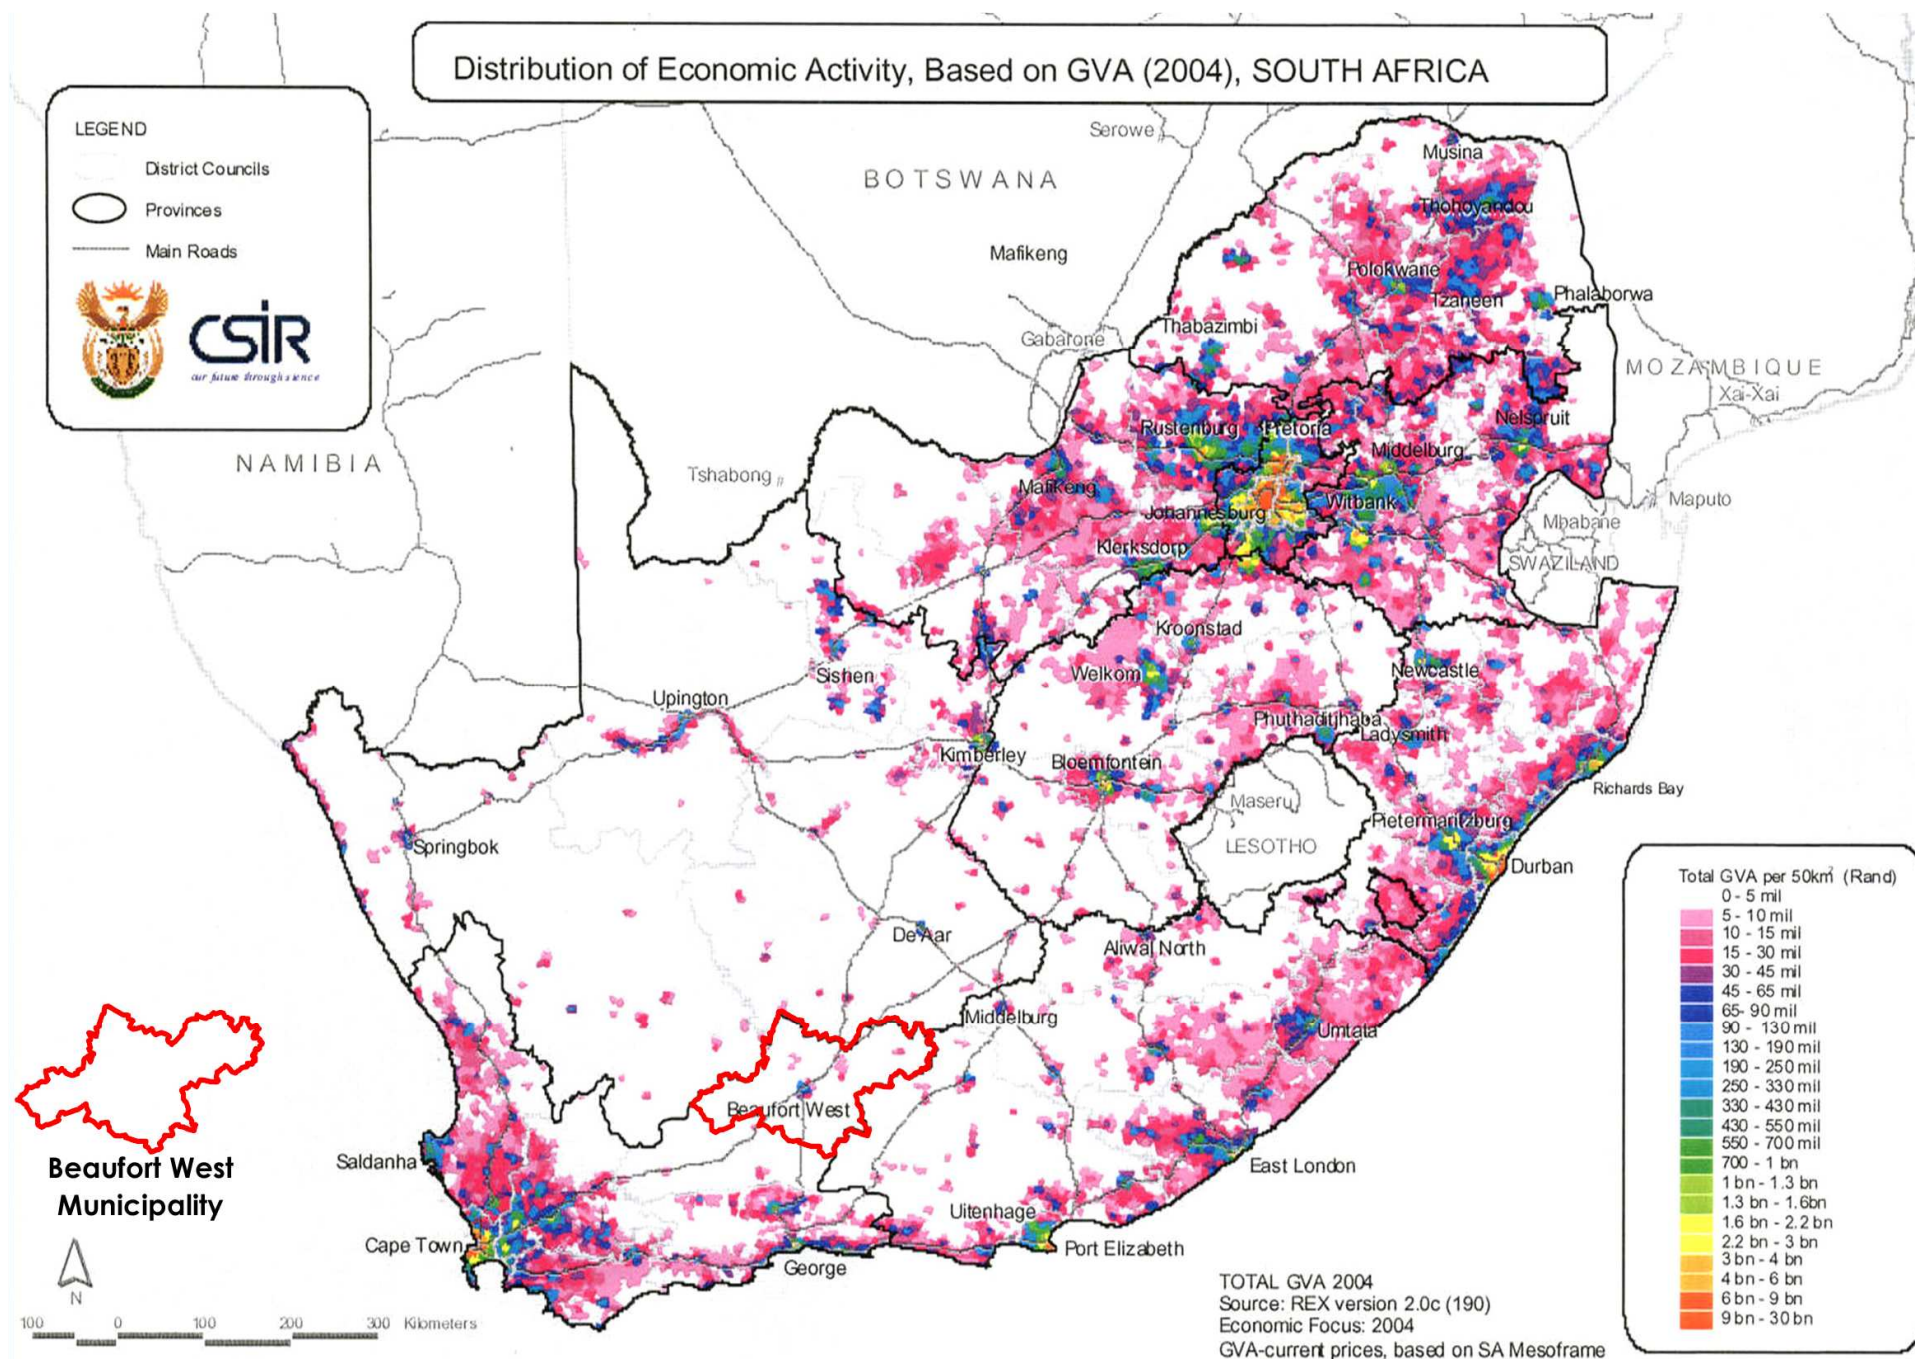 Distribution of Economic Activity, Based on GVA (2004), SOUTH AFRICA
LEGEND
District Councils
Provinces
Main Roads
CSIR
our future through science
Serowe
BOTSWANA
Mafikeng
Gabarone
NAMIBIA
Tshabong
Musina
Thohoyandou
Polokwane
Tzaneen
Phalaborwa
Thabazimbi
MOZAMBIQUE
Xai-Xai
Nelspruit
Rustenburg
Pretoria
Middelburg
Mafikeng
Johannesburg
Witbank
Maputo
Mbabane
Klerksdorp
SWAZILAND
Kroonstad
Sishen
Welkom
Newcastle
Upington
Phuthaditjhaba
Ladysmith
Kimberley
Bloemfontein
Richards Bay
Maseru
Pietermaritzburg
LESOTHO
Springbok
Durban
De Aar
Aliwal North
Middelburg
Umtata
Beaufort West
Saldanha
East London
Uitenhage
Cape Town
George
Port Elizabeth
Beaufort West
Municipality
N
100 0 100 200 300 Kilometers
Total GVA per 50km² (Rand)
0 - 5 mil
5 - 10 mil
10 - 15 mil
15 - 30 mil
30 - 45 mil
45 - 65 mil
65- 90 mil
90 - 130 mil
130 - 190 mil
190 - 250 mil
250 - 330 mil
330 - 430 mil
430 - 550 mil
550 - 700 mil
700 - 1 bn
1 bn - 1.3 bn
1.3 bn - 1.6bn
1.6 bn - 2.2 bn
2.2 bn - 3 bn
3 bn - 4 bn
4 bn - 6 bn
6 bn - 9 bn
9 bn - 30 bn
TOTAL GVA 2004
Source: REX version 2.0c (190)
Economic Focus: 2004
GVA-current prices, based on SA Mesoframe